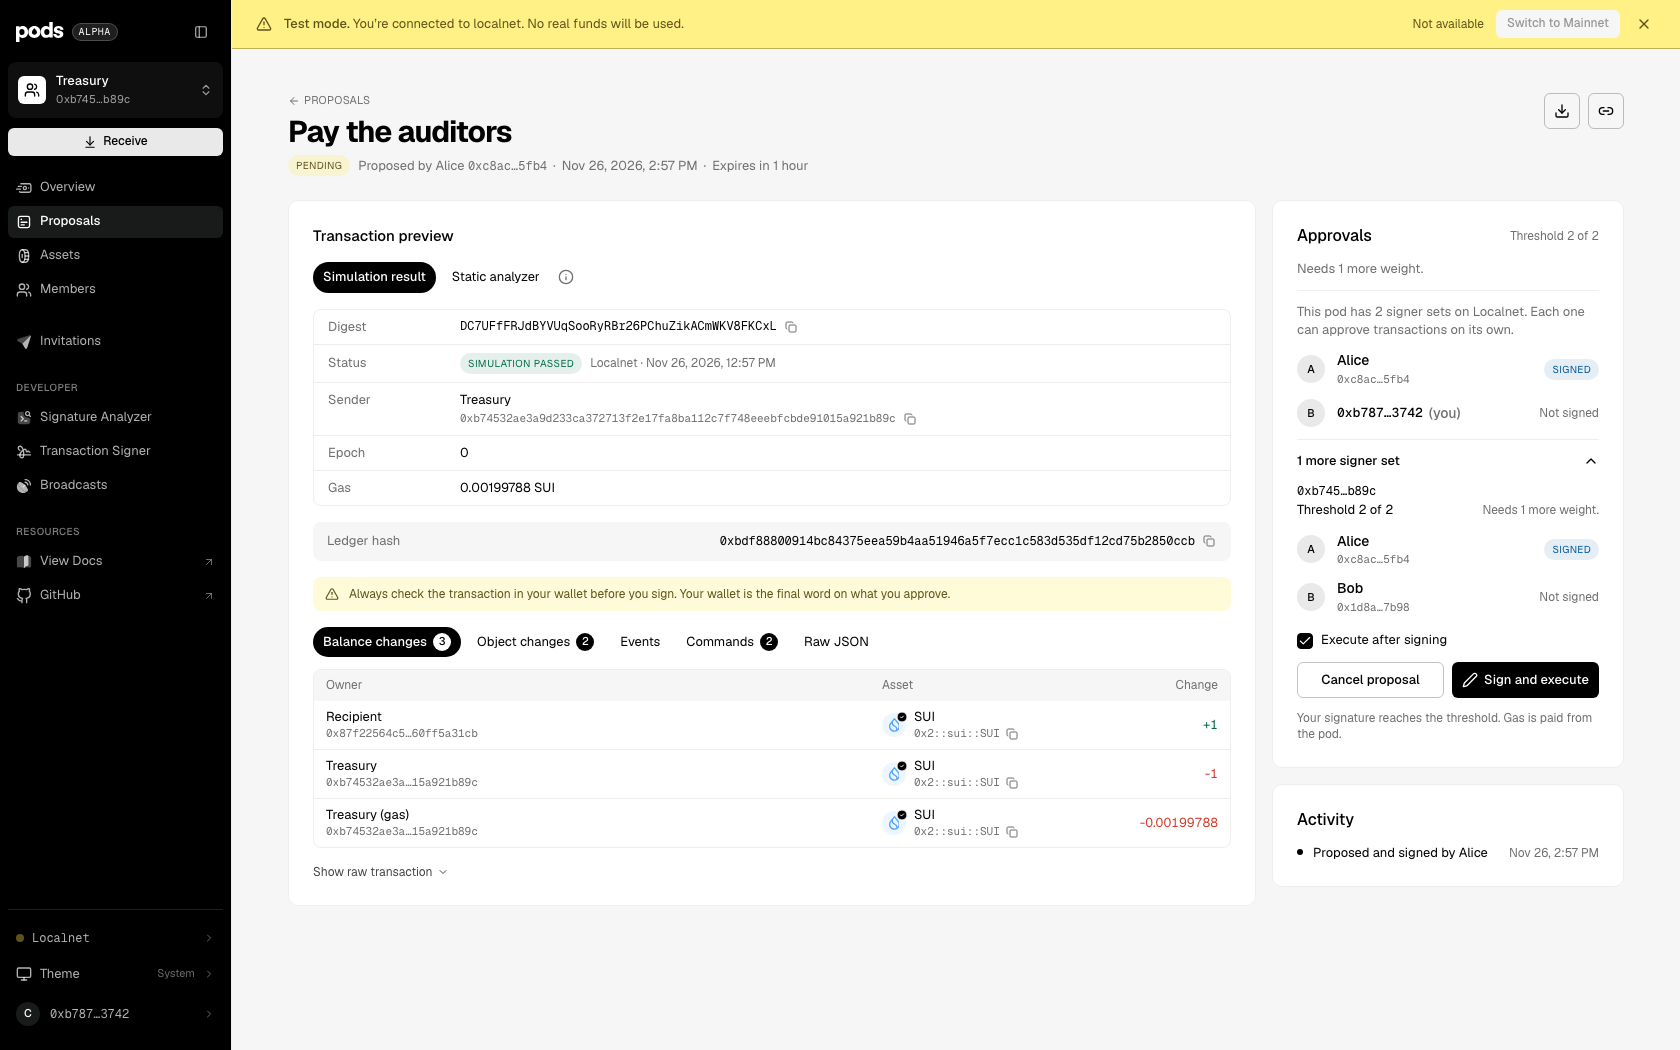 pods ALPHA
Treasury
0xb745…b89c
Receive
Overview
Proposals
Assets
Members
Invitations
DEVELOPER
Signature Analyzer
Transaction Signer
Broadcasts
RESOURCES
View Docs
GitHub
Localnet
Theme System
C 0xb787…3742
Test mode. You're connected to localnet. No real funds will be used.
Not available Switch to Mainnet
PROPOSALS
Pay the auditors
PENDING Proposed by Alice 0xc8ac…5fb4 · Nov 26, 2026, 2:57 PM · Expires in 1 hour
Transaction preview
Simulation result Static analyzer
Digest DC7UFfFRJdBYVUqSooRyRBr26PChuZikACmWKV8FKCxL
Status SIMULATION PASSED Localnet · Nov 26, 2026, 12:57 PM
Sender Treasury
0xb74532ae3a9d233ca372713f2e17fa8ba112c7f748eeebfcbde91015a921b89c
Epoch 0
Gas 0.00199788 SUI
Ledger hash 0xbdf88800914bc84375eea59b4aa51946a5f7ecc1c583d535df12cd75b2850ccb
Always check the transaction in your wallet before you sign. Your wallet is the final word on what you approve.
Balance changes 3 Object changes 2 Events Commands 2 Raw JSON
Owner Asset Change
Recipient SUI
0x87f22564c5…60ff5a31cb 0x2::sui::SUI +1
Treasury SUI
0xb74532ae3a…15a921b89c 0x2::sui::SUI -1
Treasury (gas) SUI
0xb74532ae3a…15a921b89c 0x2::sui::SUI -0.00199788
Show raw transaction
Approvals Threshold 2 of 2
Needs 1 more weight.
This pod has 2 signer sets on Localnet. Each one
can approve transactions on its own.
A Alice SIGNED
0xc8ac…5fb4
B 0xb787…3742 (you) Not signed
1 more signer set
0xb745…b89c
Threshold 2 of 2 Needs 1 more weight.
A Alice SIGNED
0xc8ac…5fb4
B Bob Not signed
0x1d8a…7b98
Execute after signing
Cancel proposal Sign and execute
Your signature reaches the threshold. Gas is paid from
the pod.
Activity
Proposed and signed by Alice Nov 26, 2:57 PM